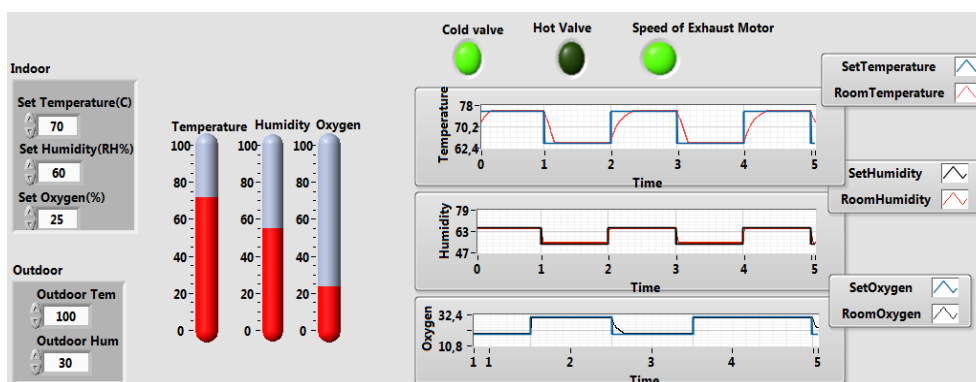 Cold valve Hot Valve Speed of Exhaust Motor
Indoor
Set Temperature(C)
70
Set Humidity(RH%)
60
Set Oxygen(%)
25
Outdoor
Outdoor Tem
100
Outdoor Hum
30
Temperature Humidity Oxygen
100 100 100
80 80 80
60 60 60
40 40 40
20 20 20
0 0 0
SetTemperature
RoomTemperature
Temperature
78
70,2
62,4
0 1 2 3 4 5
Time
SetHumidity
RoomHumidity
Humidity
79
63
47
0 1 2 3 4 5
Time
SetOxygen
RoomOxygen
Oxygen
32,4
10,8
1 1 2 3 4 5
Time